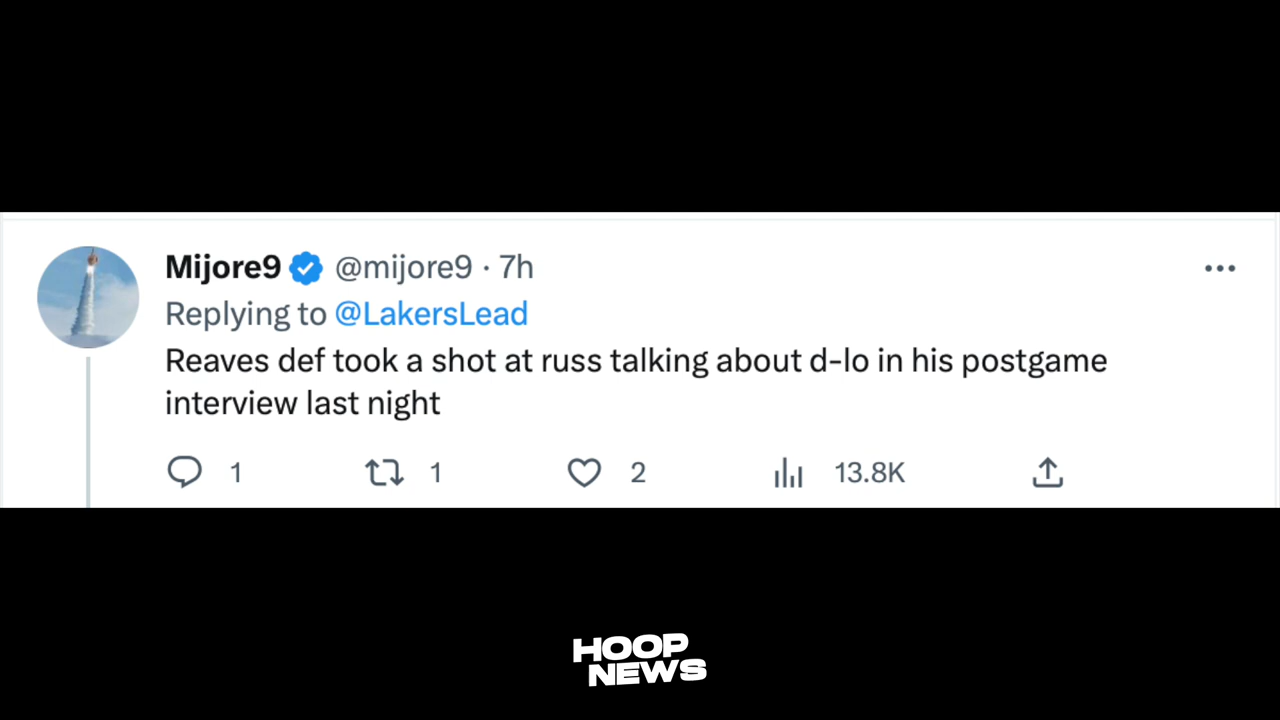 Mijore9 @mijore9 · 7h
Replying to @LakersLead
Reaves def took a shot at russ talking about d-lo in his postgame
interview last night
1 1 2 13.8K
HOOP
NEWS